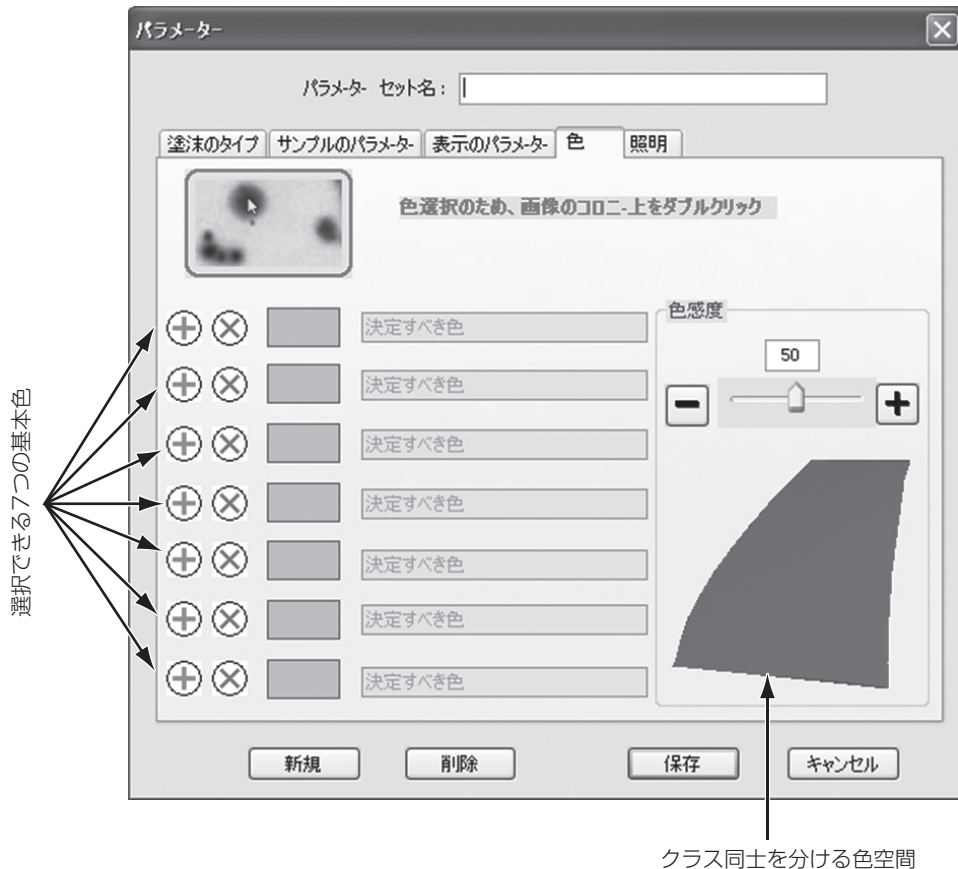 パラメーター
パラメーター セット名：
塗沫のタイプ サンプルのパラメーター 表示のパラメーター 色 照明
色選択のため、画像のコロニー上をダブルクリック
決定すべき色
決定すべき色
決定すべき色
決定すべき色
決定すべき色
決定すべき色
決定すべき色
色感度
50
選択できる7つの基本色
新規 削除 保存 キャンセル
クラス同士を分ける色空間